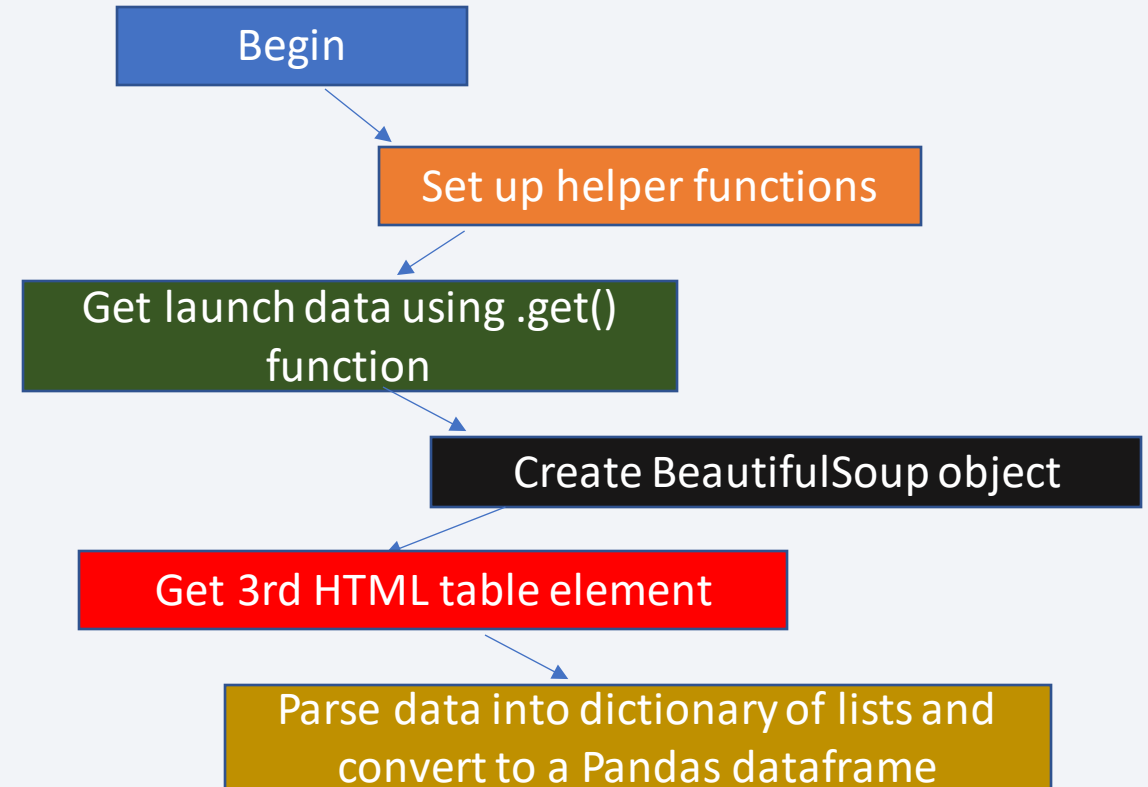 Begin
Set up helper functions
Get launch data using .get()
function
Create BeautifulSoup object
Get 3rd HTML table element
Parse data into dictionary of lists and
convert to a Pandas dataframe